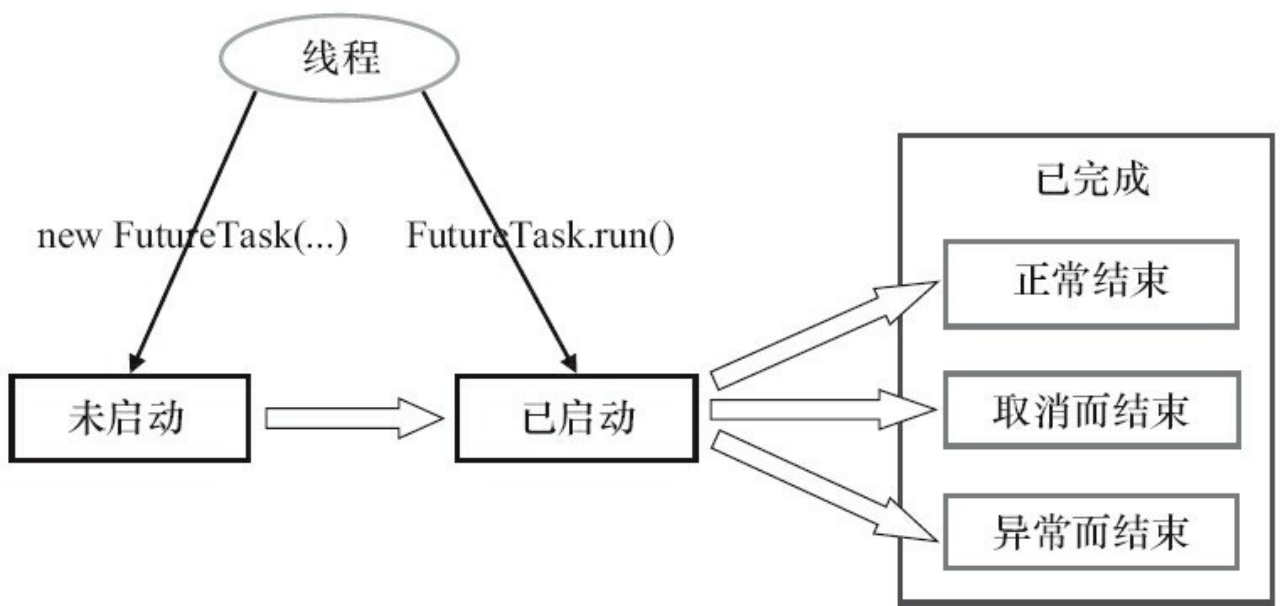 线程
new FutureTask(...)
FutureTask.run()
已完成
正常结束
未启动
已启动
取消而结束
异常而结束